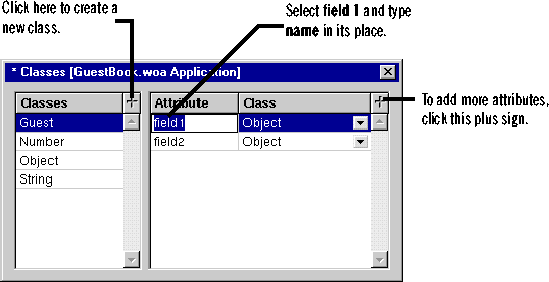 Click here to create a
new class.
Select field 1 and type
name in its place.
* Classes [GuestBook.woa Application]
Classes
Attribute
Class
Guest
field1
Object
Number
field2
Object
Object
String
To add more attributes,
click this plus sign.